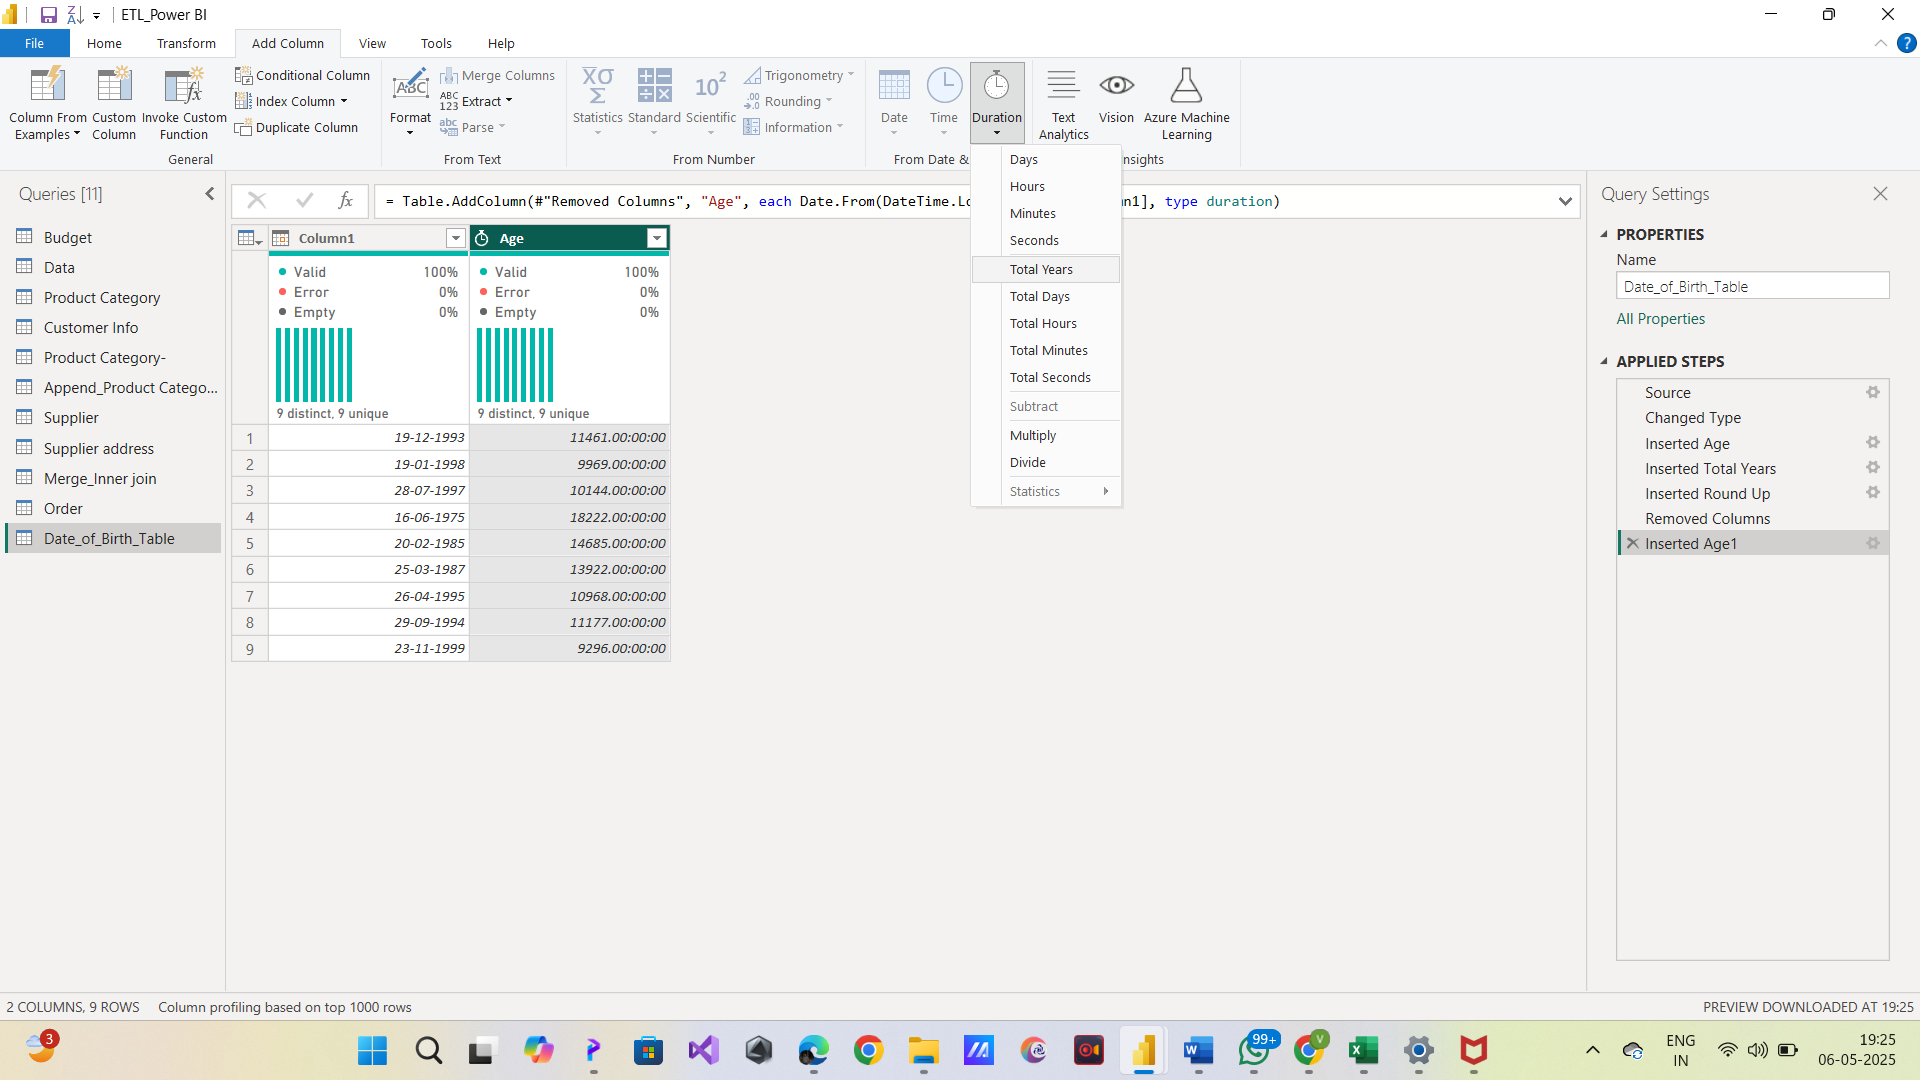 ETL_Power BI
File
Home
Transform
Add Column
View
Tools
Help
Column From
Examples
Custom
Column
Invoke Custom
Function
Conditional Column
Index Column
Duplicate Column
General
Format
Merge Columns
Extract
Parse
From Text
Statistics
Standard
Scientific
Trigonometry
Rounding
Information
From Number
Date
Time
Duration
From Date &
Text
Analytics
Vision
Azure Machine
Learning
nsights
Days
Hours
Minutes
Seconds
Total Years
Total Days
Total Hours
Total Minutes
Total Seconds
Subtract
Multiply
Divide
Statistics
Queries [11]
Budget
Data
Product Category
Customer Info
Product Category-
Append_Product Catego...
Supplier
Supplier address
Merge_Inner join
Order
Date_of_Birth_Table
fx
= Table.AddColumn(#"Removed Columns", "Age", each Date.From(DateTime.Lo
n1], type duration)
Column1 Age
Valid 100% Valid 100%
Error 0% Error 0%
Empty 0% Empty 0%
9 distinct, 9 unique 9 distinct, 9 unique
1 19-12-1993 11461.00:00:00
2 19-01-1998 9969.00:00:00
3 28-07-1997 10144.00:00:00
4 16-06-1975 18222.00:00:00
5 20-02-1985 14685.00:00:00
6 25-03-1987 13922.00:00:00
7 26-04-1995 10968.00:00:00
8 29-09-1994 11177.00:00:00
9 23-11-1999 9296.00:00:00
Query Settings
PROPERTIES
Name
Date_of_Birth_Table
All Properties
APPLIED STEPS
Source
Changed Type
Inserted Age
Inserted Total Years
Inserted Round Up
Removed Columns
Inserted Age1
2 COLUMNS, 9 ROWS Column profiling based on top 1000 rows
PREVIEW DOWNLOADED AT 19:25
3
99+
V
ENG
IN
19:25
06-05-2025